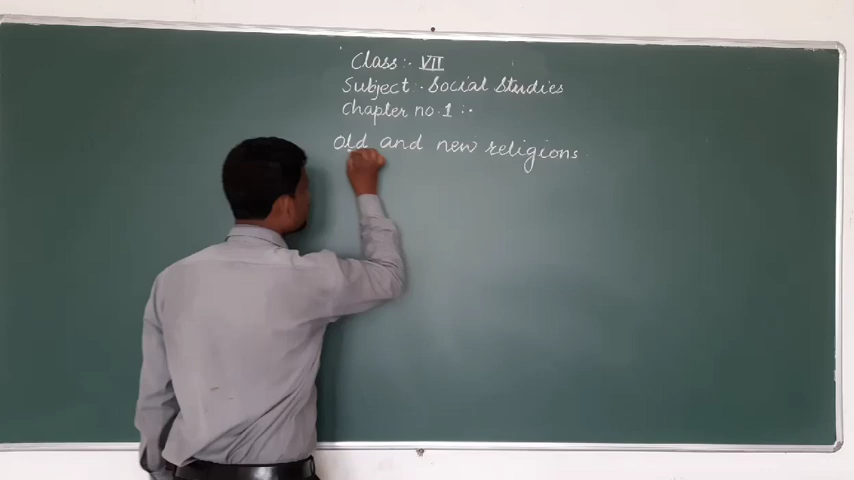 Class :- VII
Subject :- Social Studies
Chapter no. 1 :-
Old and new religions